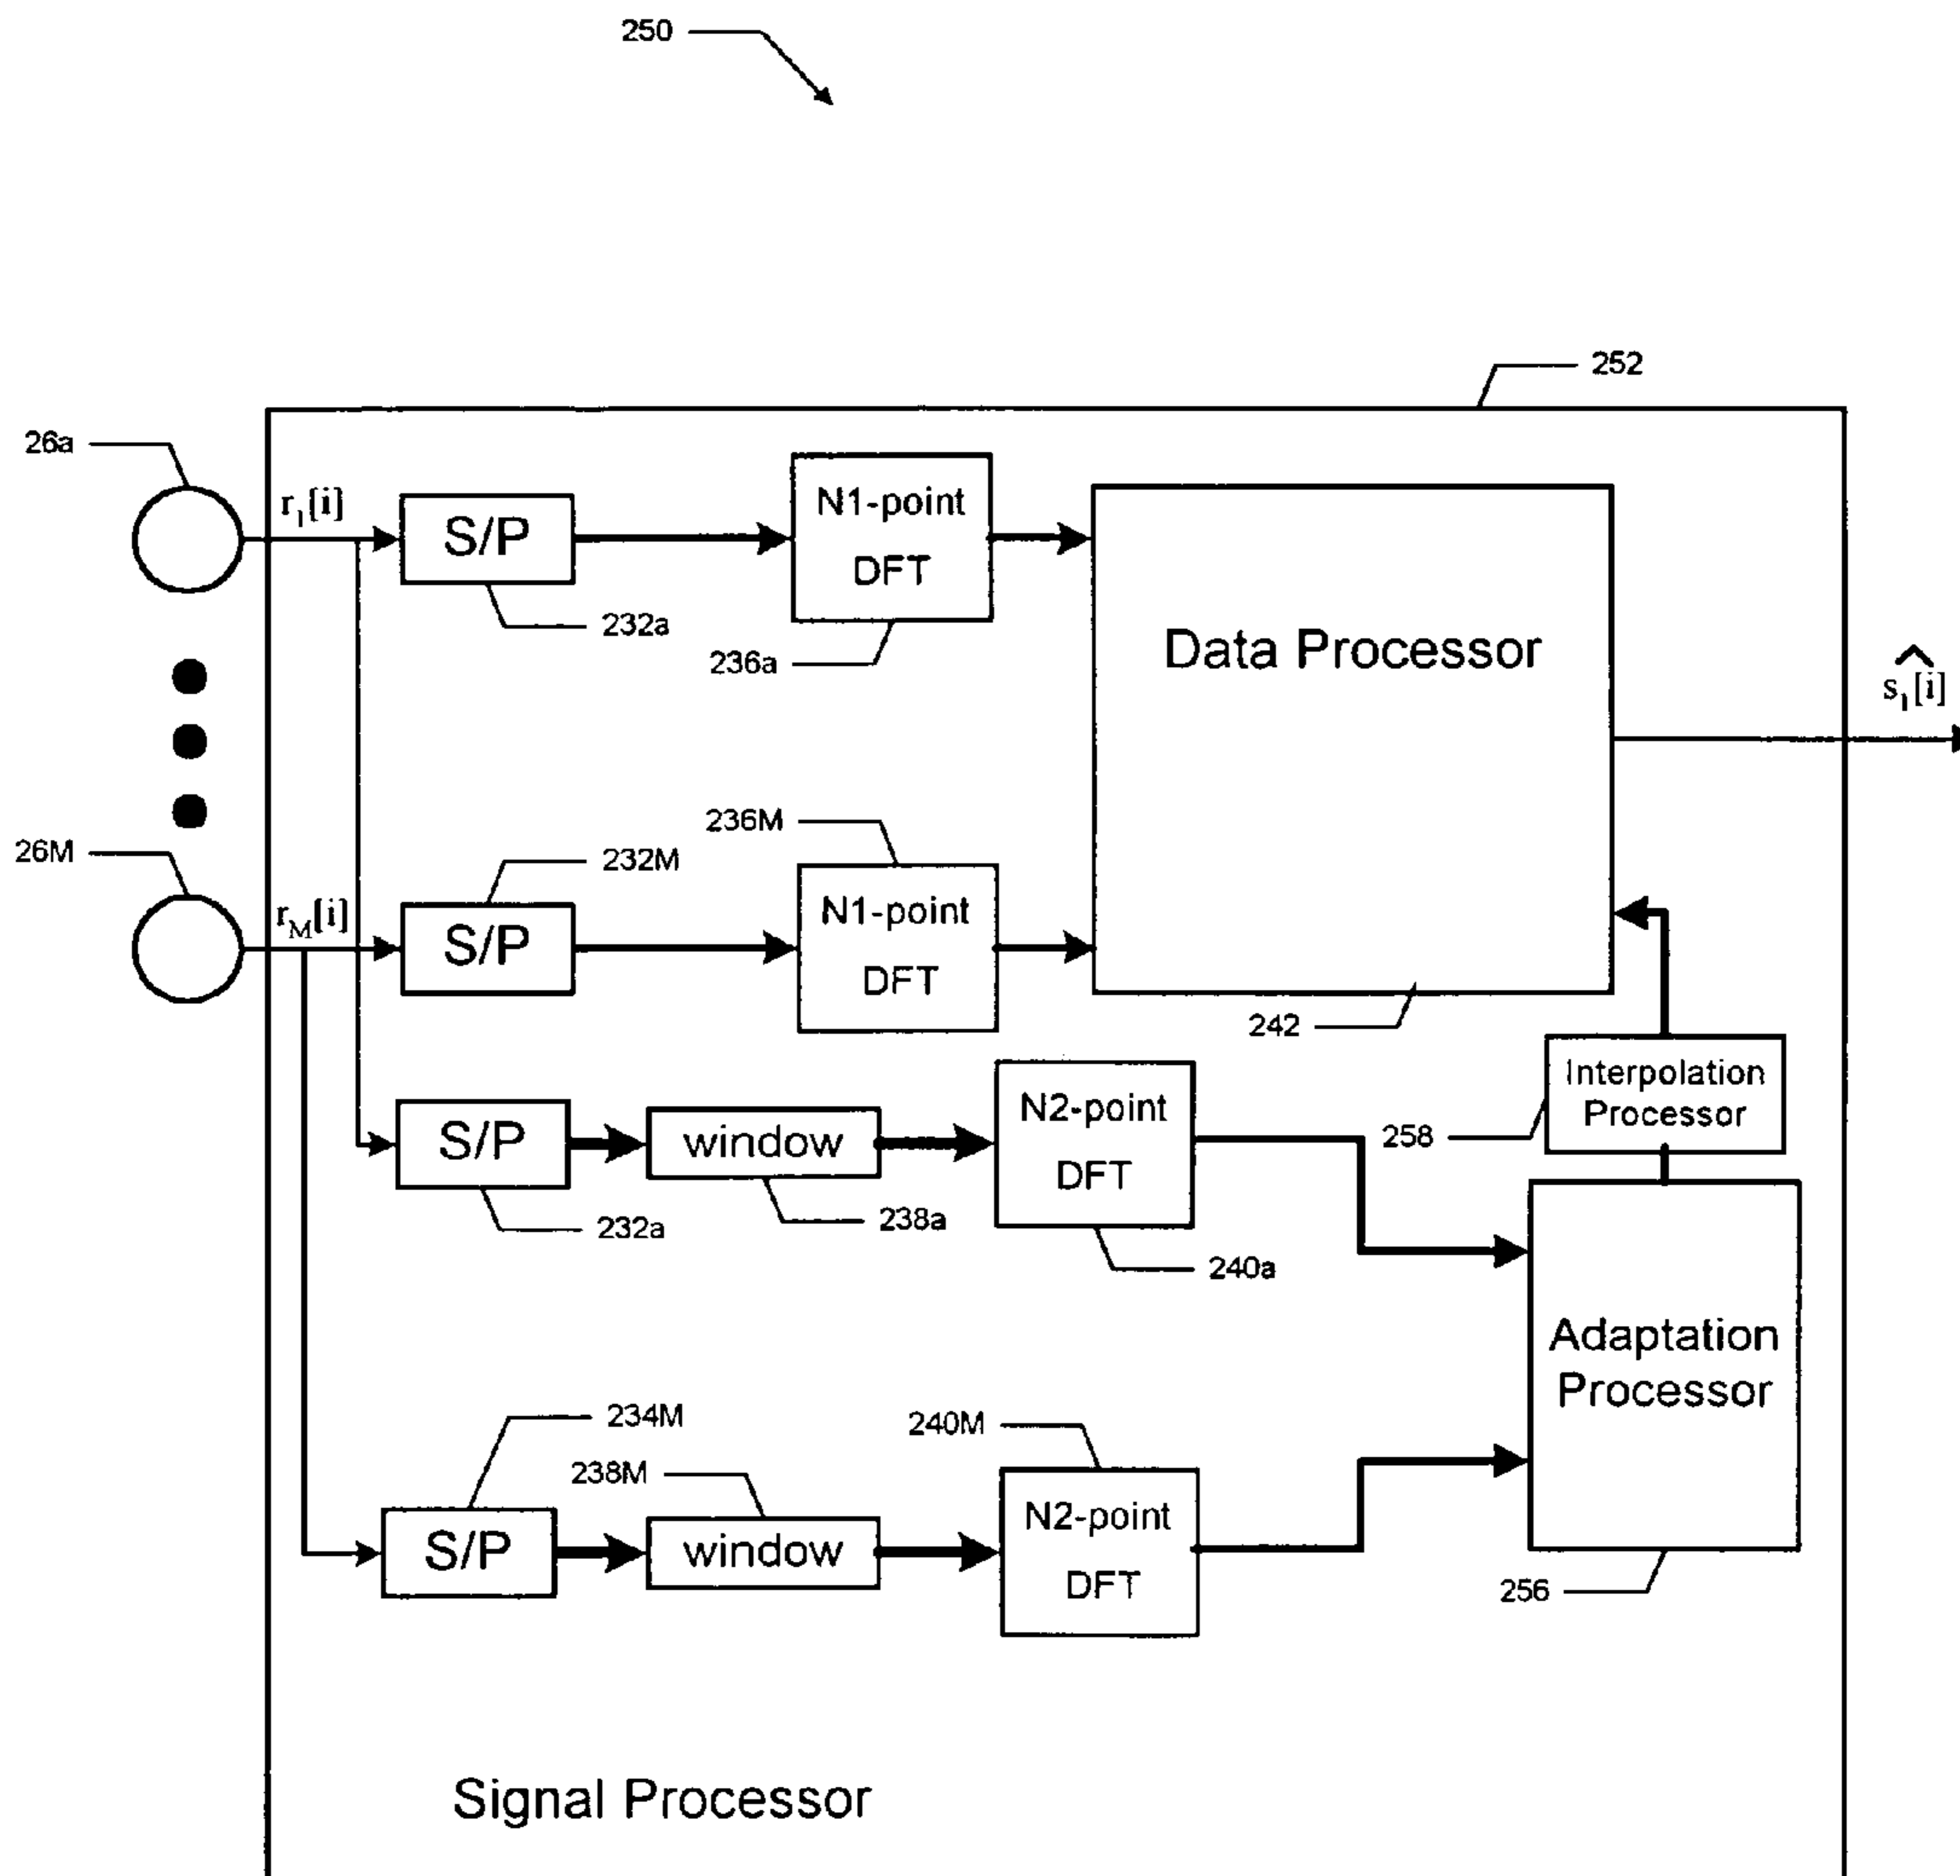 250
252
26a
r₁[i]
S/P
232a
N1-point
DFT
236a
Data Processor
ŝ₁[i]
26M
r_M[i]
232M
S/P
236M
N1-point
DFT
242
Interpolation
Processor
258
S/P
232a
window
238a
N2-point
DFT
240a
Adaptation
Processor
256
234M
S/P
238M
window
240M
N2-point
DFT
Signal Processor